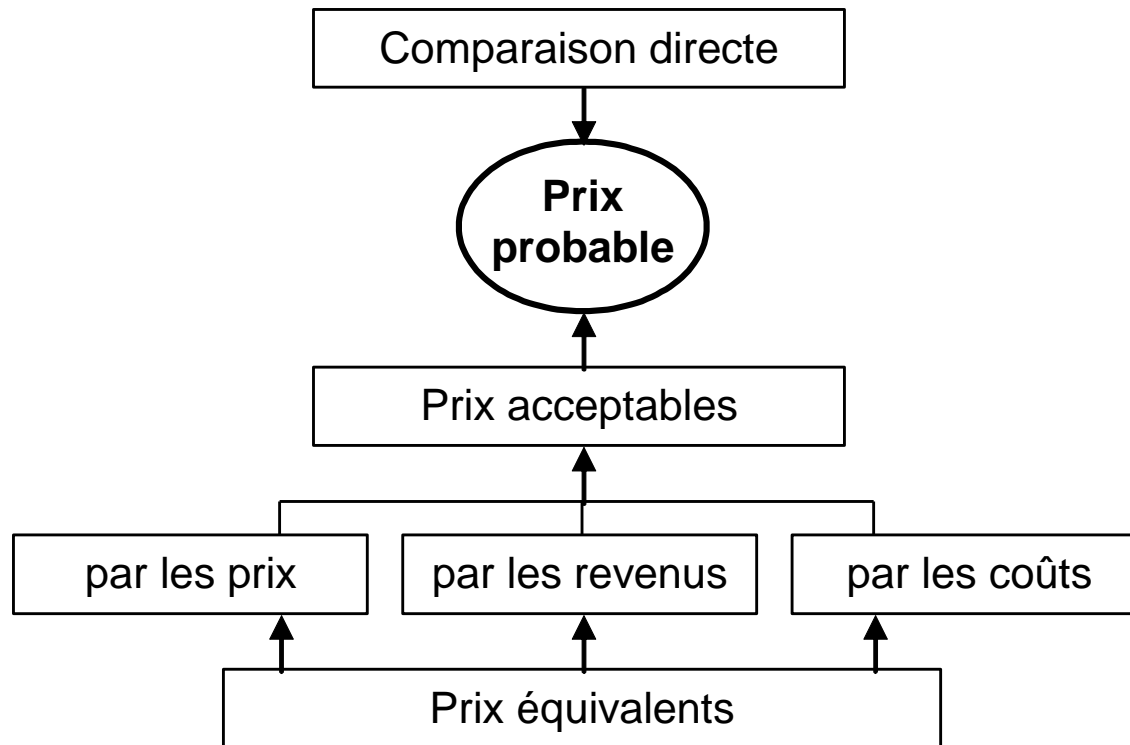 Comparaison directe
Prix
probable
Prix acceptables
par les prix
par les revenus
par les coûts
Prix équivalents